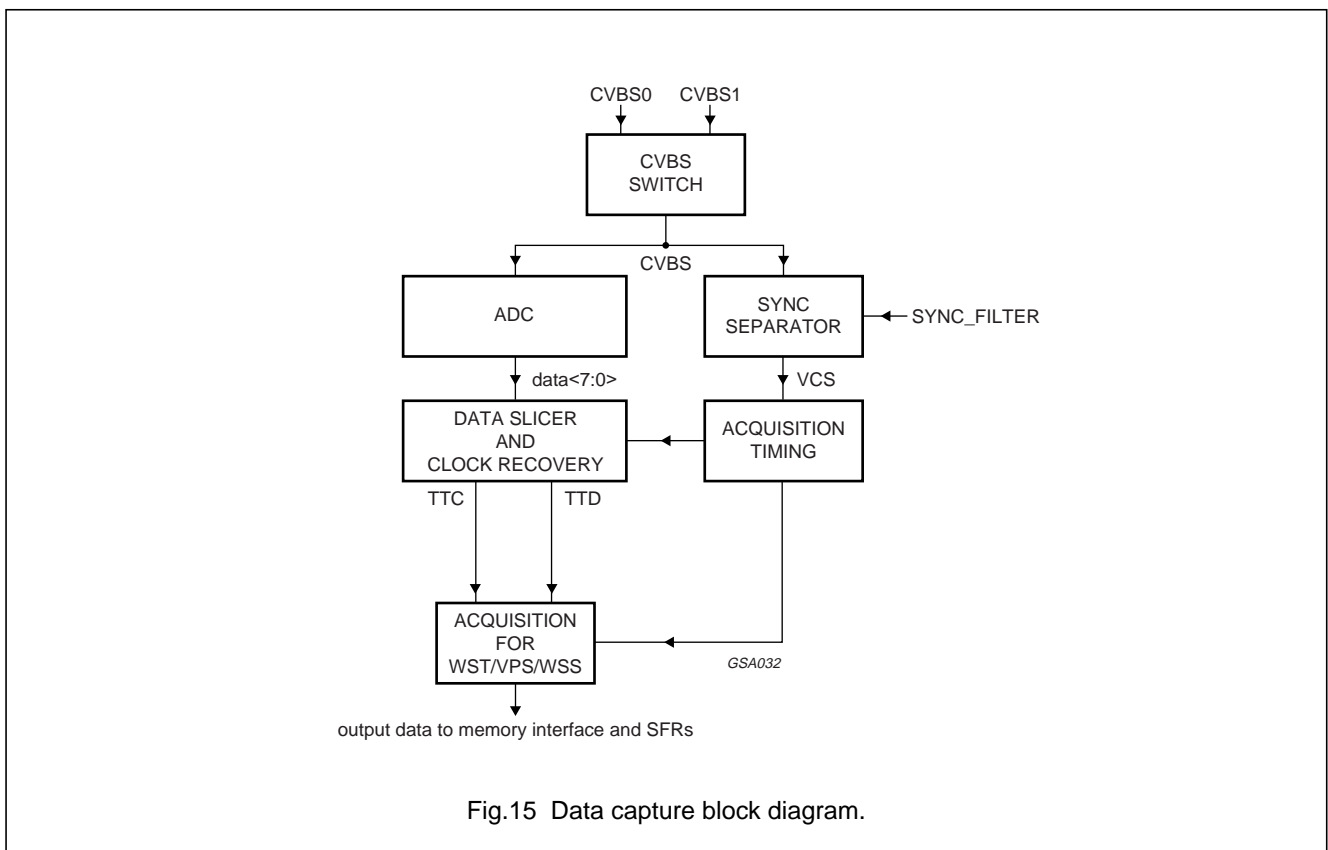 CVBS0 CVBS1
CVBS
SWITCH
CVBS
ADC
SYNC
SEPARATOR
SYNC_FILTER
data<7:0>
VCS
DATA SLICER
AND
CLOCK RECOVERY
ACQUISITION
TIMING
TTC TTD
ACQUISITION
FOR
WST/VPS/WSS
GSA032
output data to memory interface and SFRs
Fig.15 Data capture block diagram.